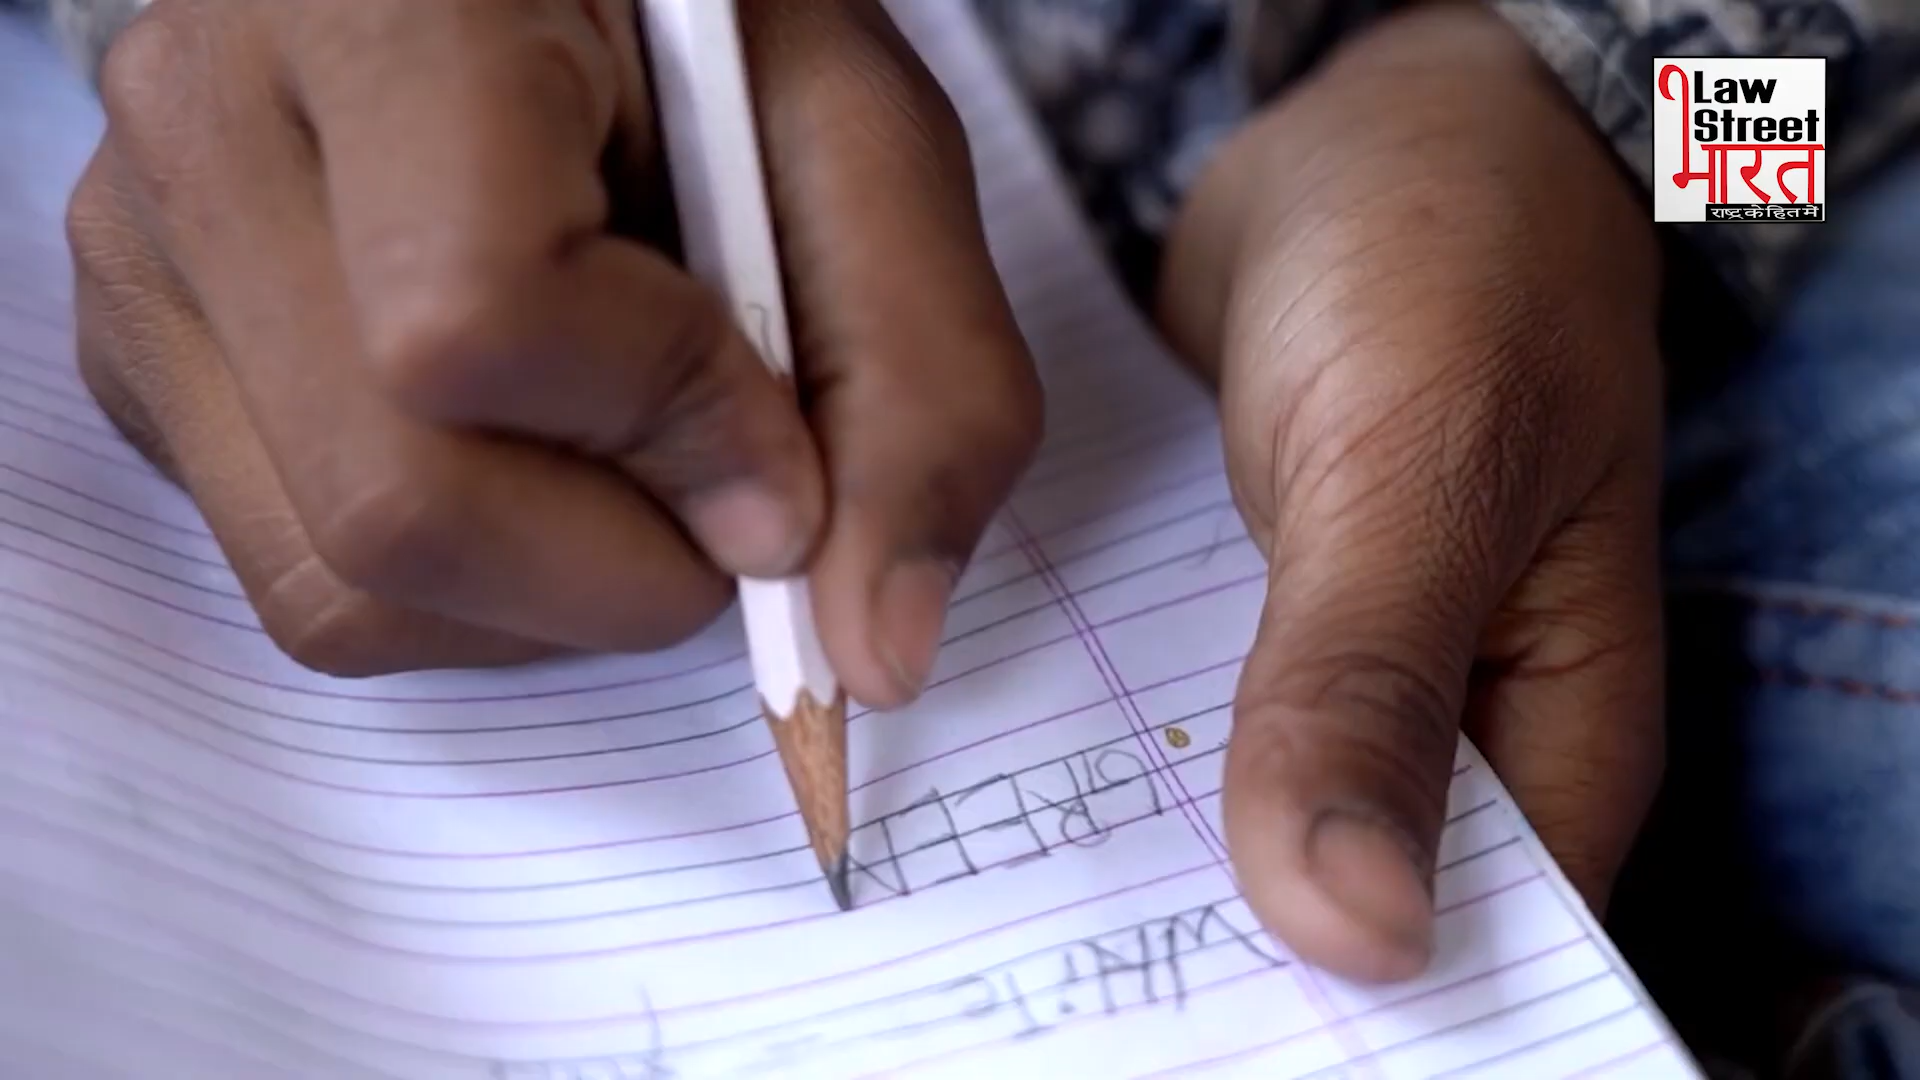 Law
Street
भारत
राष्ट्र के हित में
GREEN
WHite